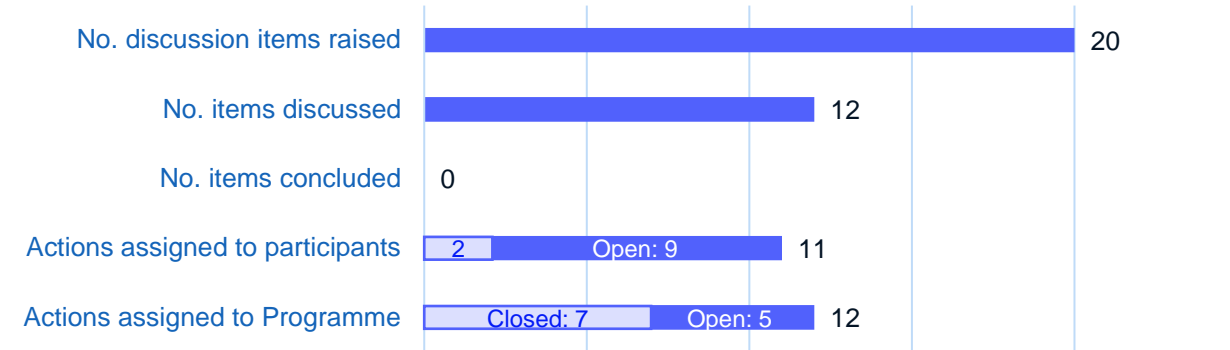 No. discussion items raised 20
No. items discussed 12
No. items concluded 0
Actions assigned to participants 2 Open: 9 11
Actions assigned to Programme Closed: 7 Open: 5 12